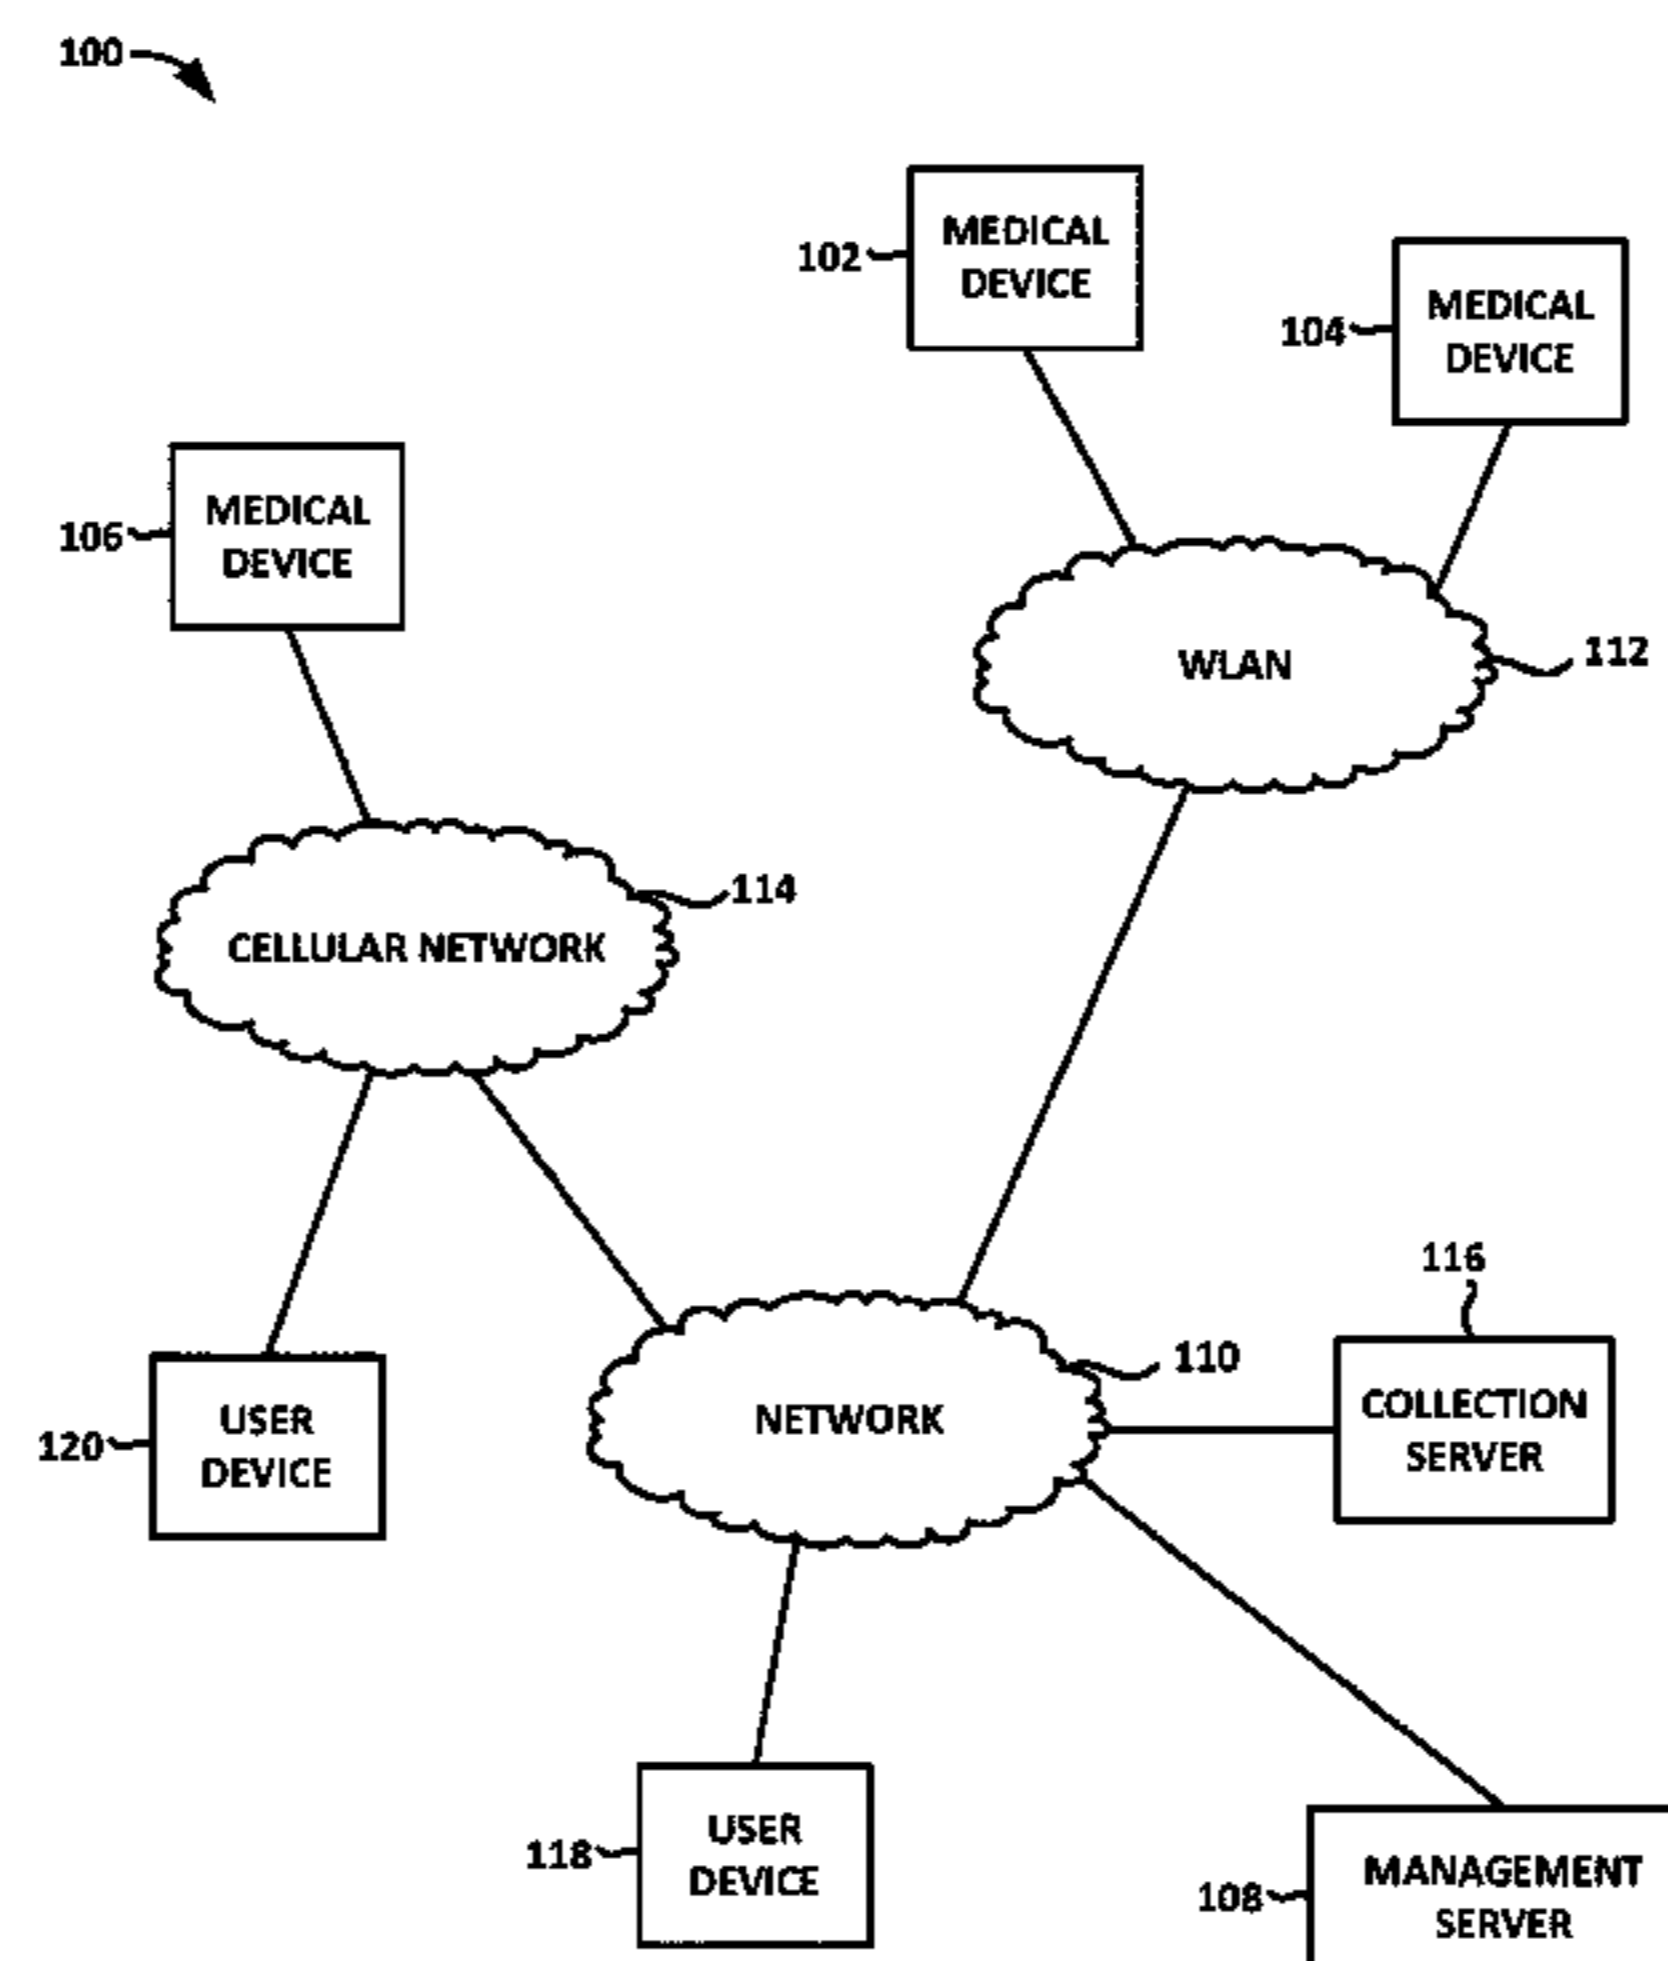 100
102
MEDICAL
DEVICE
104
MEDICAL
DEVICE
106
MEDICAL
DEVICE
WLAN
112
114
CELLULAR NETWORK
116
110
COLLECTION
SERVER
NETWORK
120
USER
DEVICE
118
USER
DEVICE
108
MANAGEMENT
SERVER